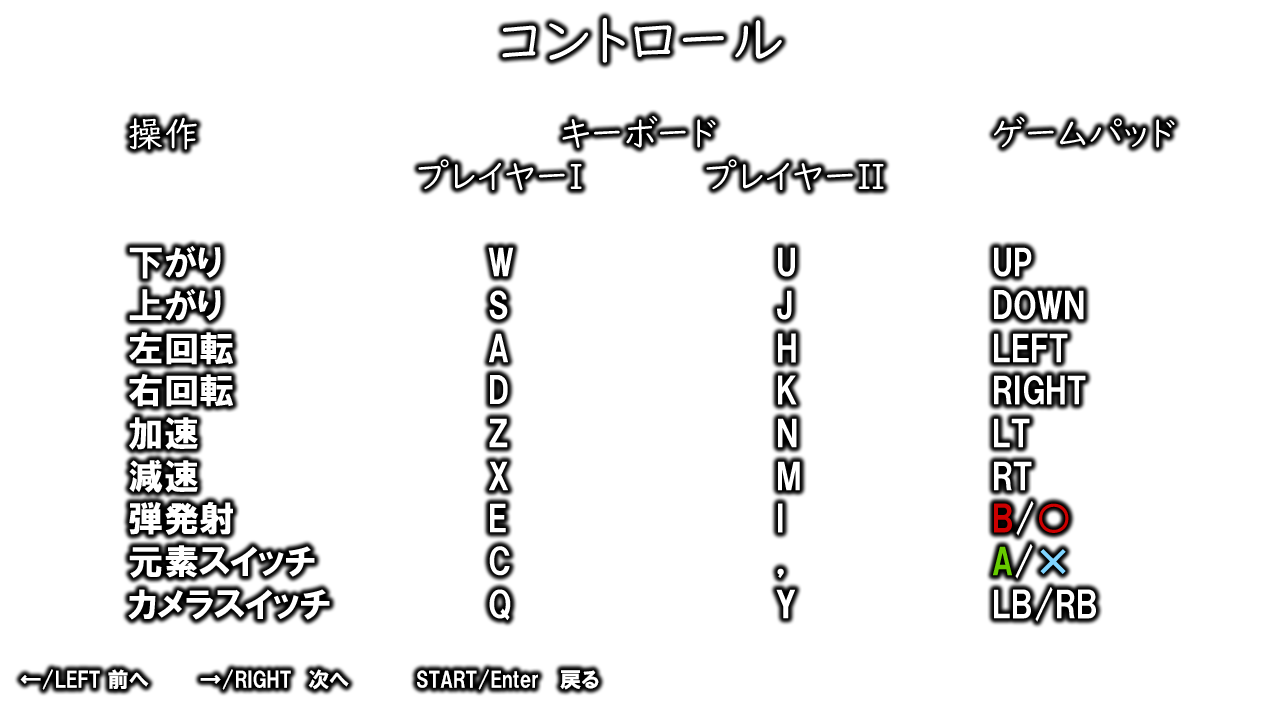 コントロール
操作 キーボード ゲームパッド
プレイヤーI プレイヤーII
下がり W U UP
上がり S J DOWN
左回転 A H LEFT
右回転 D K RIGHT
加速 Z N LT
減速 X M RT
弾発射 E I B/○
元素スイッチ C , A/×
カメラスイッチ Q Y LB/RB
←/LEFT 前へ →/RIGHT 次へ START/Enter 戻る